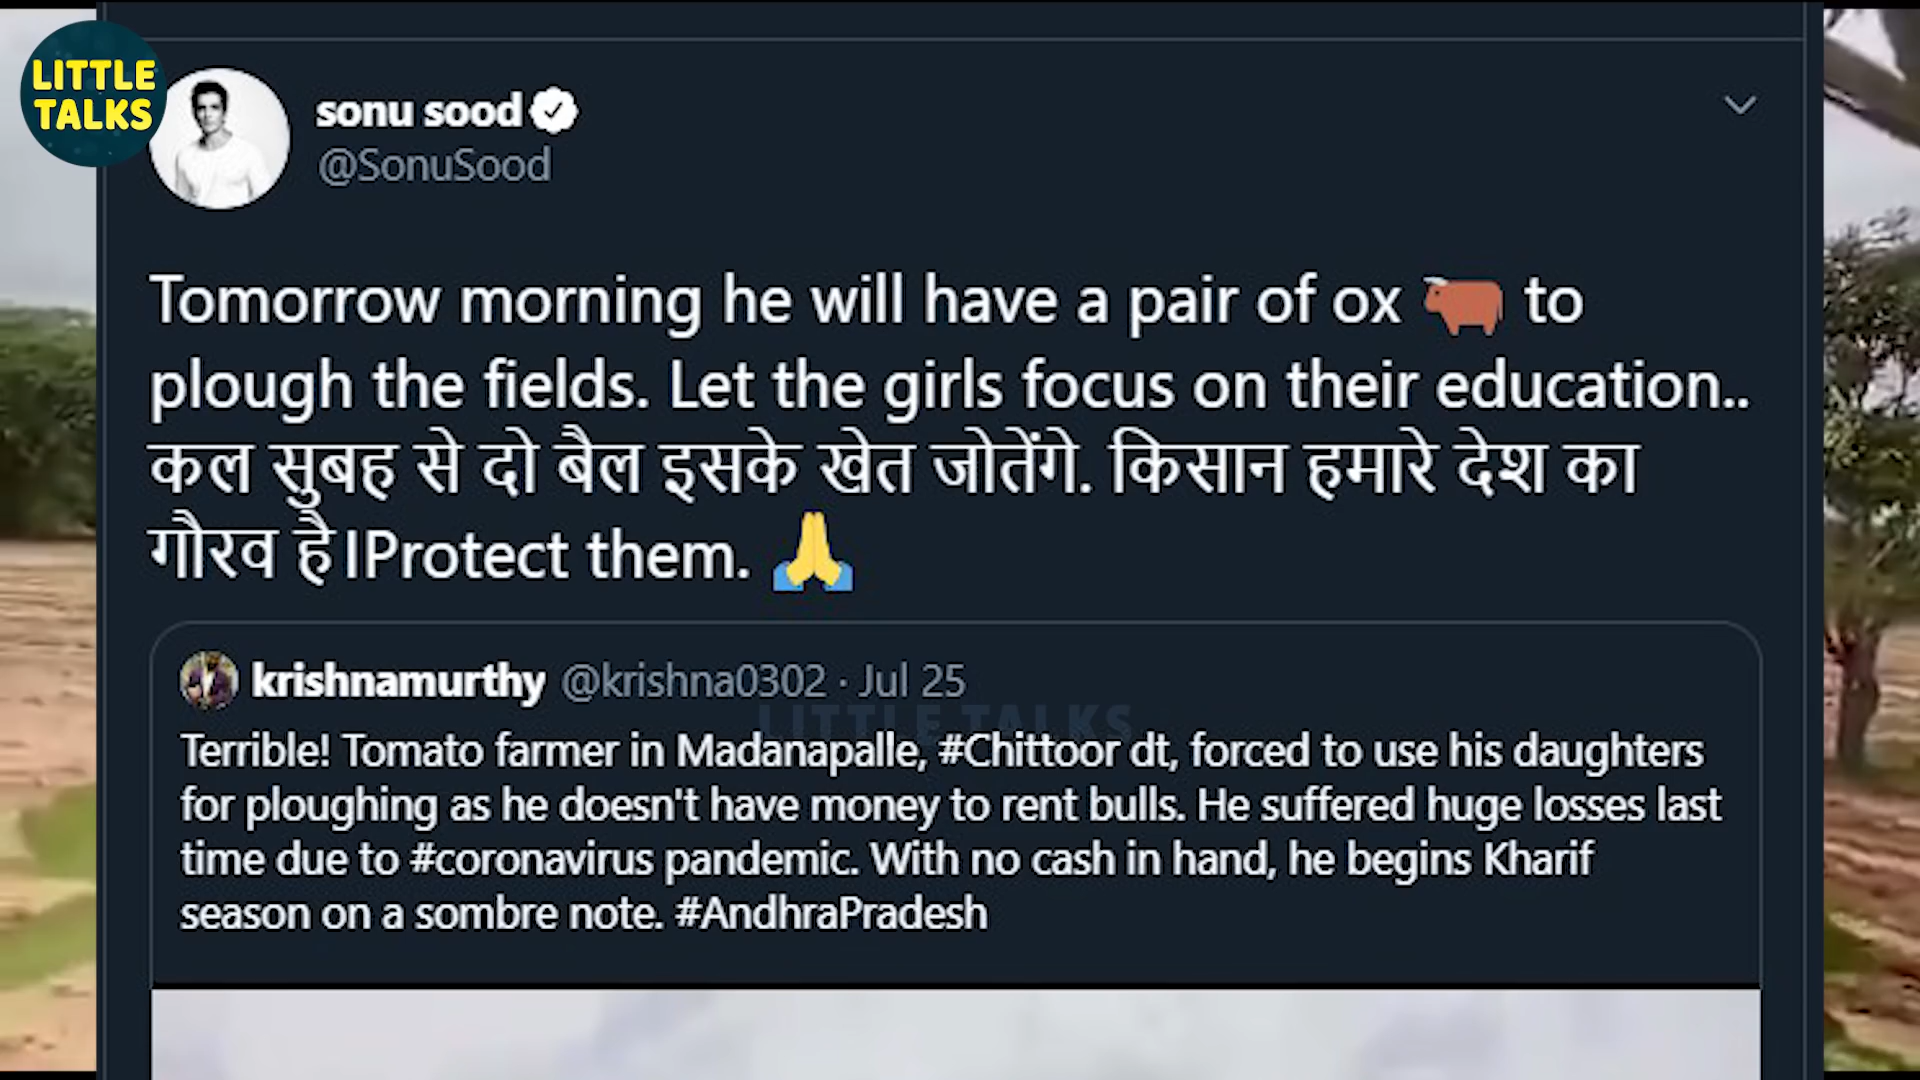 LITTLE
TALKS
sonu sood
@SonuSood
Tomorrow morning he will have a pair of ox 🐂 to
plough the fields. Let the girls focus on their education..
कल सुबह से दो बैल इसके खेत जोतेंगे. किसान हमारे देश का
गौरव है।Protect them. 🙏
krishnamurthy @krishna0302 · Jul 25
LITTLE TALKS
Terrible! Tomato farmer in Madanapalle, #Chittoor dt, forced to use his daughters
for ploughing as he doesn't have money to rent bulls. He suffered huge losses last
time due to #coronavirus pandemic. With no cash in hand, he begins Kharif
season on a sombre note. #AndhraPradesh